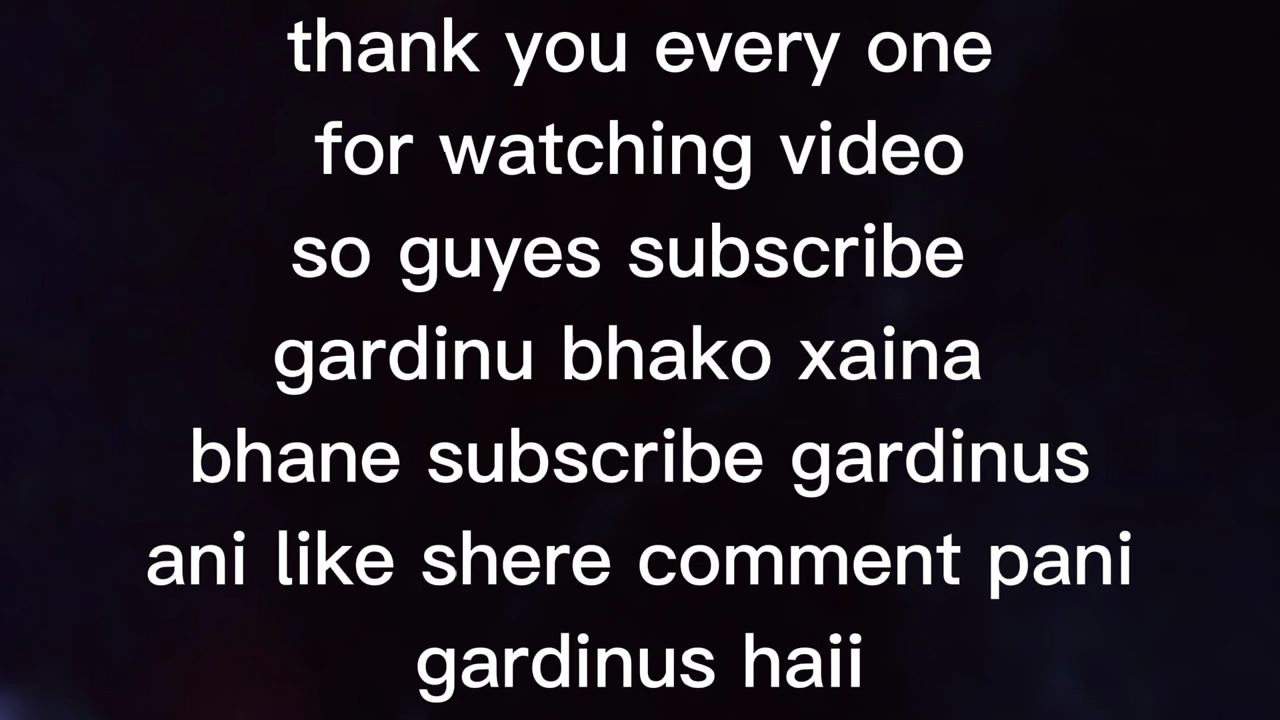 thank you every one
for watching video
so guyes subscribe
gardinu bhako xaina
bhane subscribe gardinus
ani like shere comment pani
gardinus haii